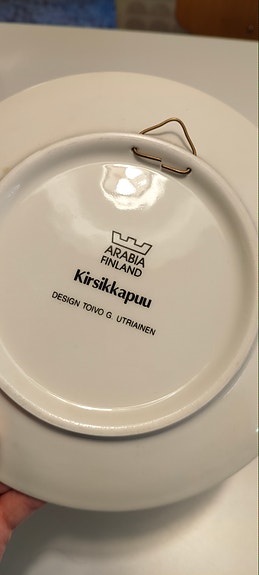 ARABIA
FINLAND
Kirsikkapuu
DESIGN TOIVO G. UTRIAINEN